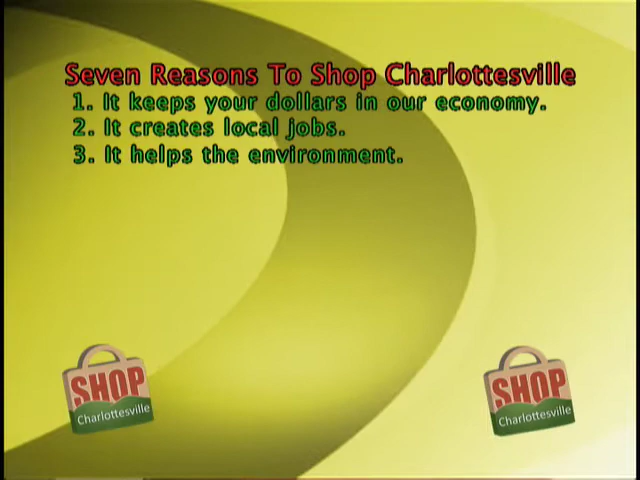 Seven Reasons To Shop Charlottesville
1. It keeps your dollars in our economy.
2. It creates local jobs.
3. It helps the environment.
SHOP
Charlottesville
SHOP
Charlottesville